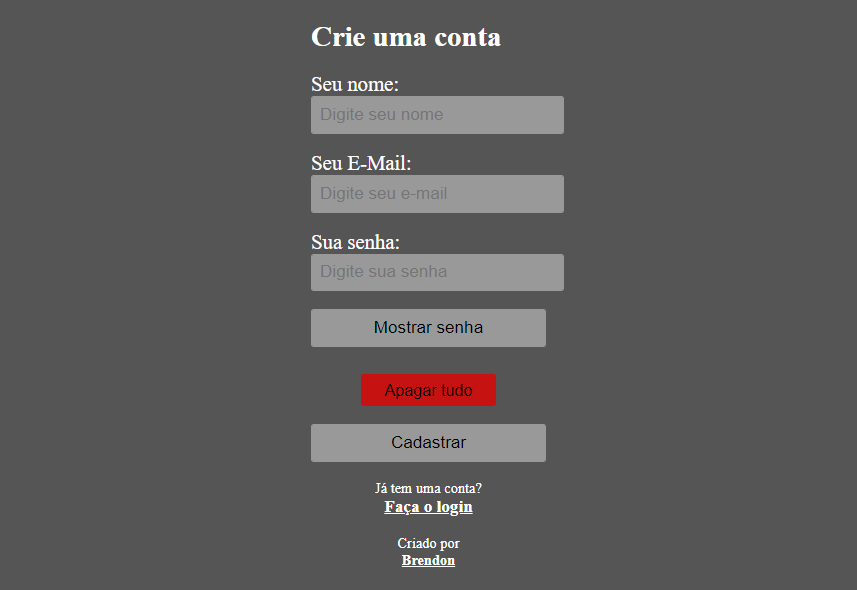 Crie uma conta
Seu nome:
Digite seu nome
Seu E-Mail:
Digite seu e-mail
Sua senha:
Digite sua senha
Mostrar senha
Apagar tudo
Cadastrar
Já tem uma conta?
Faça o login
Criado por
Brendon